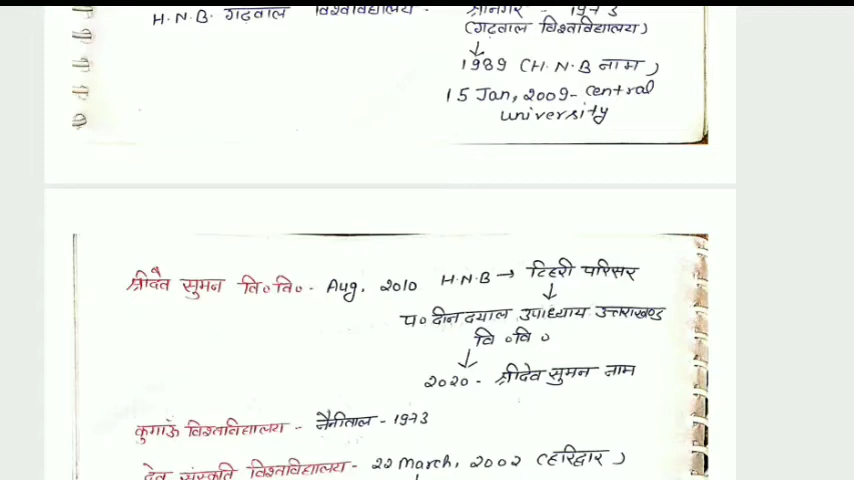 H.N.B. गढवाल विश्वविद्यालय - श्रीनगर - 1973
(गढ़वाल विश्वविद्यालय)
↓
1989 (H.N.B नाम)
15 Jan, 2009 - Central
university
श्रीदेव सुमन वि०वि० - Aug. 2010 H.N.B → टिहरी परिसर
↓
प० दीन दयाल उपाध्याय उत्तराखण्ड
वि०वि०
↓
2020 - श्रीदेव सुमन नाम
कुमाऊं विश्वविद्यालय - नैनीताल - 1973
देव संस्कृति विश्वविद्यालय - 22 March, 2002 (हरिद्वार)